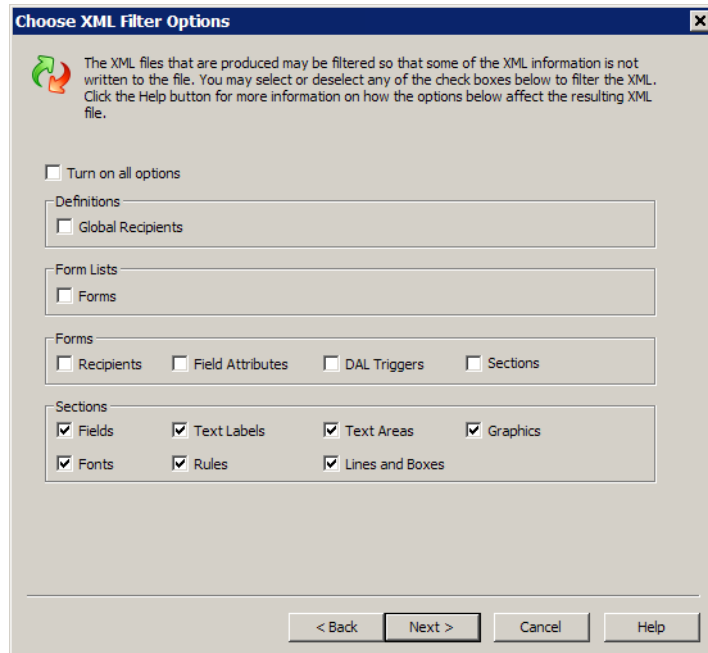 Choose XML Filter Options
The XML files that are produced may be filtered so that some of the XML information is not
written to the file. You may select or deselect any of the check boxes below to filter the XML.
Click the Help button for more information on how the options below affect the resulting XML
file.
Turn on all options
Definitions
Global Recipients
Form Lists
Forms
Forms
Recipients Field Attributes DAL Triggers Sections
Sections
Fields Text Labels Text Areas Graphics
Fonts Rules Lines and Boxes
< Back Next > Cancel Help